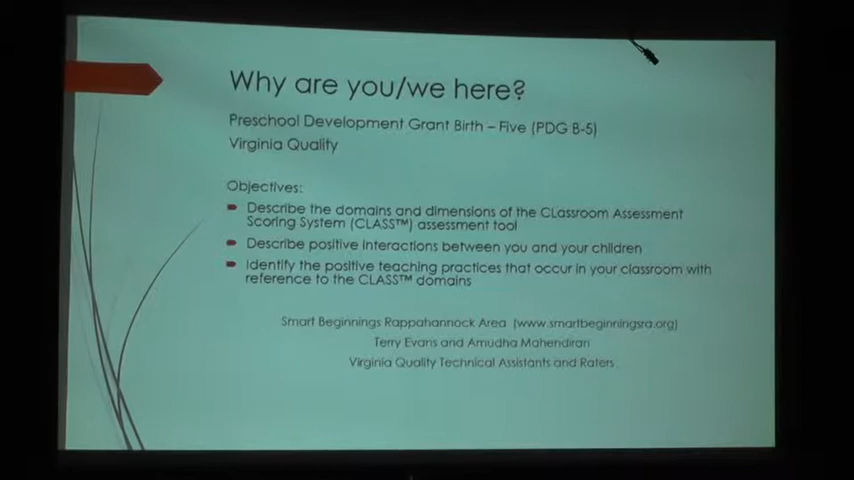 Why are you/we here?
Preschool Development Grant Birth – Five (PDG B-5)
Virginia Quality
Objectives:
Describe the domains and dimensions of the CLassroom Assessment
Scoring System (CLASS™) assessment tool
Describe positive interactions between you and your children
Identify the positive teaching practices that occur in your classroom with
reference to the CLASS™ domains
Smart Beginnings Rappahannock Area (www.smartbeginningsra.org)
Terry Evans and Amudha Mahendiran
Virginia Quality Technical Assistants and Raters